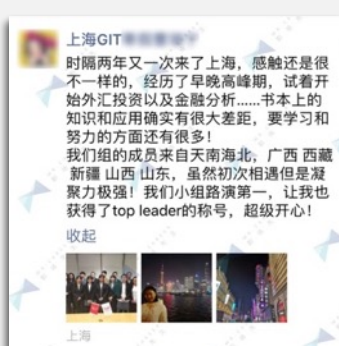 上海GIT
时隔两年又一次来了上海，感触还是很
不一样的，经历了早晚高峰期，试着开
始外汇投资以及金融分析......书本上的
知识和应用确实有很大差距，要学习和
努力的方面还有很多！
我们组的成员来自天南海北，广西 西藏
新疆 山西 山东，虽然初次相遇但是凝
聚力极强！我们小组路演第一，让我也
获得了top leader的称号，超级开心！
收起
上海